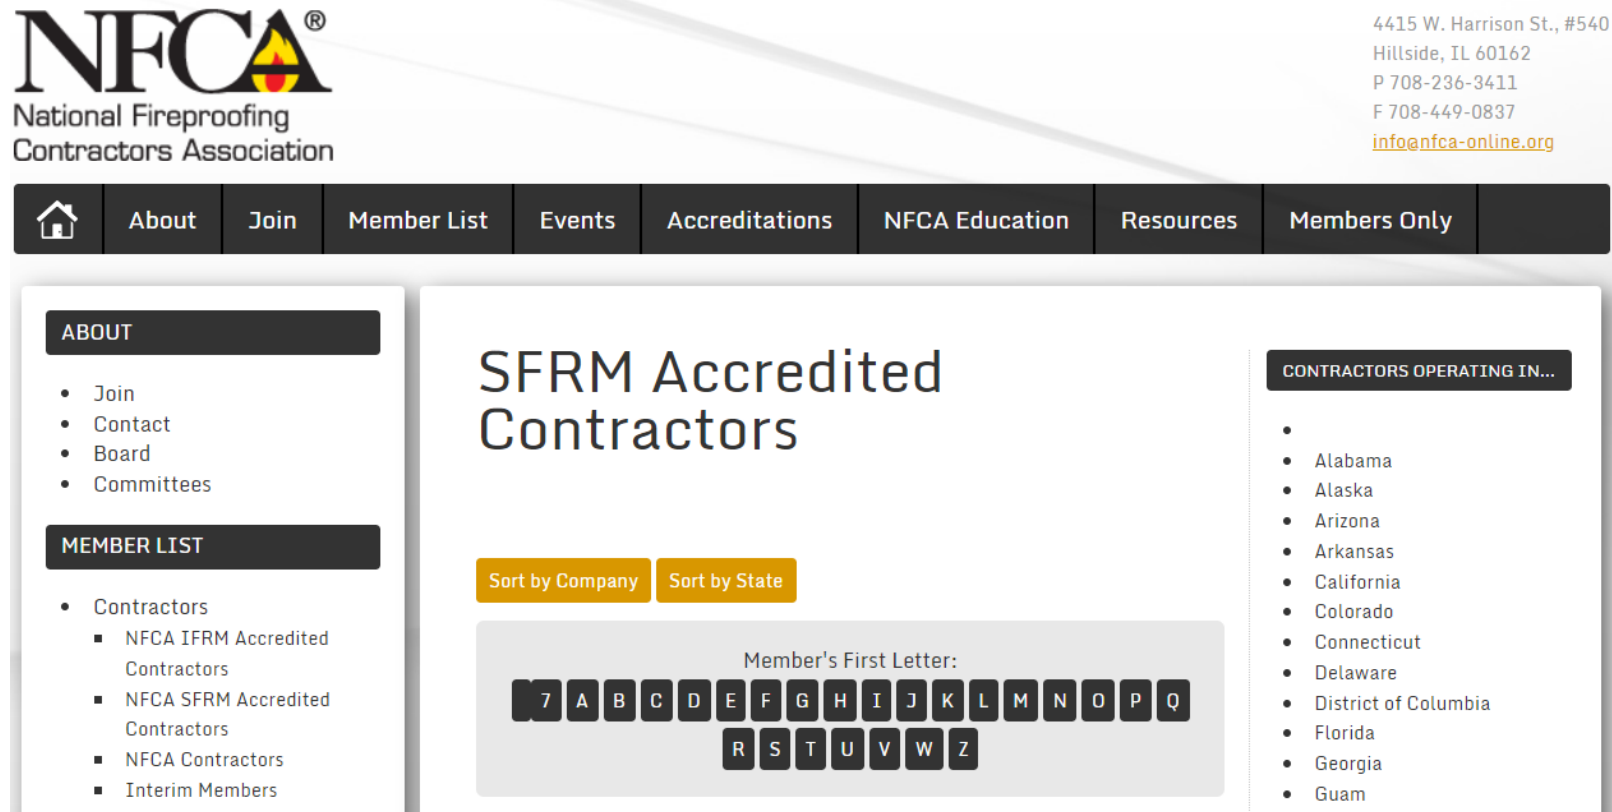 NFCA®
National Fireproofing
Contractors Association
4415 W. Harrison St., #540
Hillside, IL 60162
P 708-236-3411
F 708-449-0837
info@nfca-online.org
About Join Member List Events Accreditations NFCA Education Resources Members Only
ABOUT
Join
Contact
Board
Committees
MEMBER LIST
Contractors
NFCA IFRM Accredited
Contractors
NFCA SFRM Accredited
Contractors
NFCA Contractors
Interim Members
SFRM Accredited
Contractors
Sort by Company Sort by State
Member's First Letter:
7 A B C D E F G H I J K L M N O P Q
R S T U V W Z
CONTRACTORS OPERATING IN...
Alabama
Alaska
Arizona
Arkansas
California
Colorado
Connecticut
Delaware
District of Columbia
Florida
Georgia
Guam